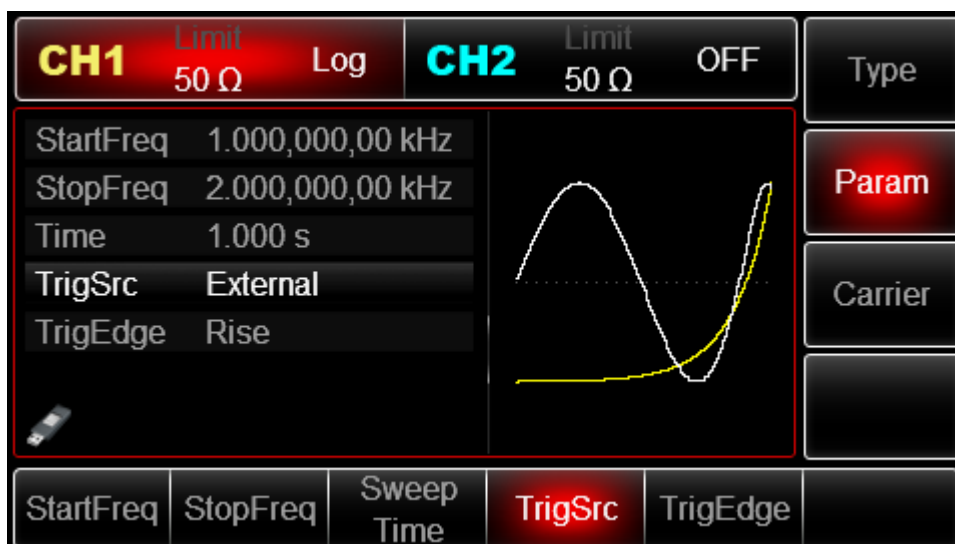 CH1 Limit 50 Ω Log CH2 Limit 50 Ω OFF
Type
StartFreq 1.000,000,00 kHz
StopFreq 2.000,000,00 kHz
Time 1.000 s
TrigSrc External
TrigEdge Rise
Param
Carrier
StartFreq StopFreq Sweep Time TrigSrc TrigEdge